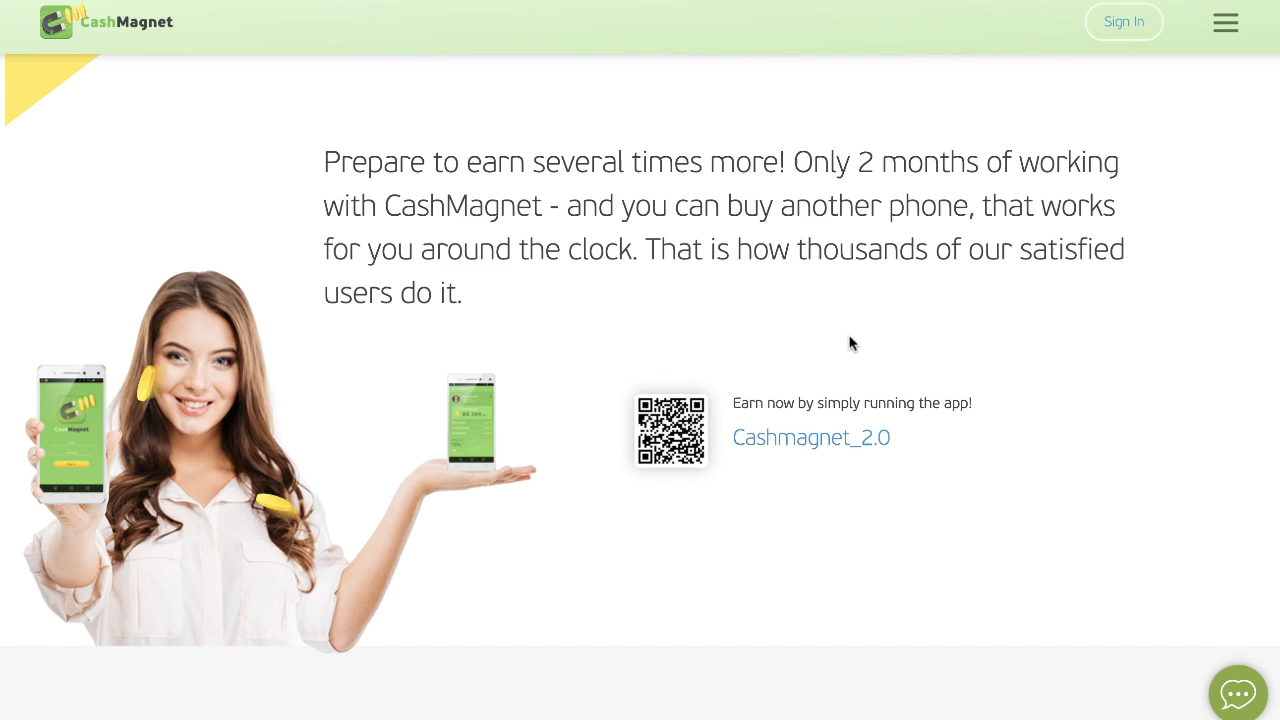 CashMagnet
Sign In
Prepare to earn several times more! Only 2 months of working
with CashMagnet - and you can buy another phone, that works
for you around the clock. That is how thousands of our satisfied
users do it.
Earn now by simply running the app!
Cashmagnet_2.0
CashMagnet